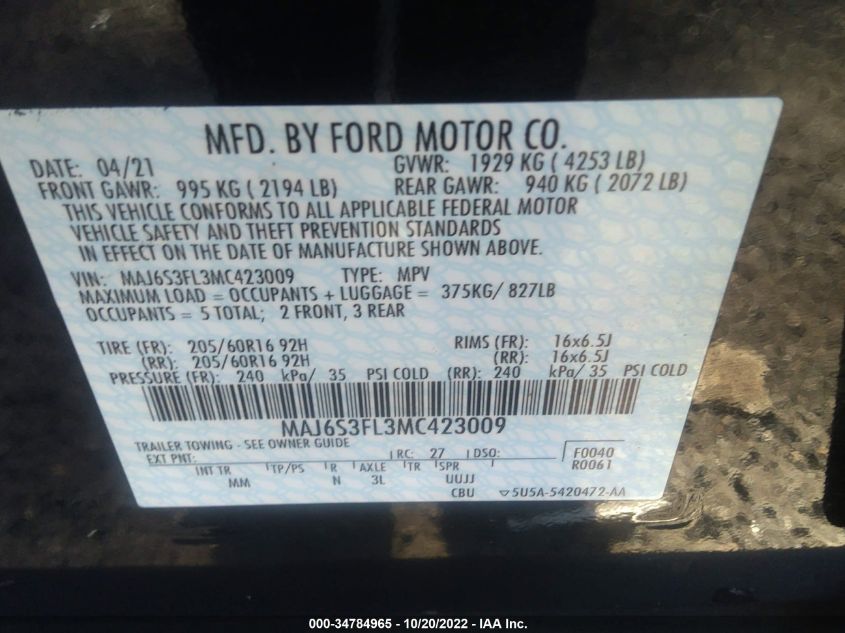 MFD. BY FORD MOTOR CO.
DATE: 04/21 GVWR: 1929 KG ( 4253 LB)
FRONT GAWR: 995 KG ( 2194 LB) REAR GAWR: 940 KG ( 2072 LB)
THIS VEHICLE CONFORMS TO ALL APPLICABLE FEDERAL MOTOR
VEHICLE SAFETY AND THEFT PREVENTION STANDARDS
IN EFFECT ON THE DATE OF MANUFACTURE SHOWN ABOVE.
VIN: MAJ6S3FL3MC423009 TYPE: MPV
MAXIMUM LOAD = OCCUPANTS + LUGGAGE = 375KG/ 827LB
OCCUPANTS = 5 TOTAL; 2 FRONT, 3 REAR
TIRE (FR): 205/60R16 92H RIMS (FR): 16x6.5J
(RR): 205/60R16 92H (RR): 16x6.5J
PRESSURE (FR): 240 kPa/ 35 PSI COLD (RR): 240 kPa/ 35 PSI COLD
MAJ6S3FL3MC423009
TRAILER TOWING - SEE OWNER GUIDE
EXT PNT: RC: 27 DSO: F0040
R0061
INT TR TP/PS R AXLE TR SPR
MM N 3L UUJJ
CBU 5U5A-5420472-AA
000-34784965 - 10/20/2022 - IAA Inc.